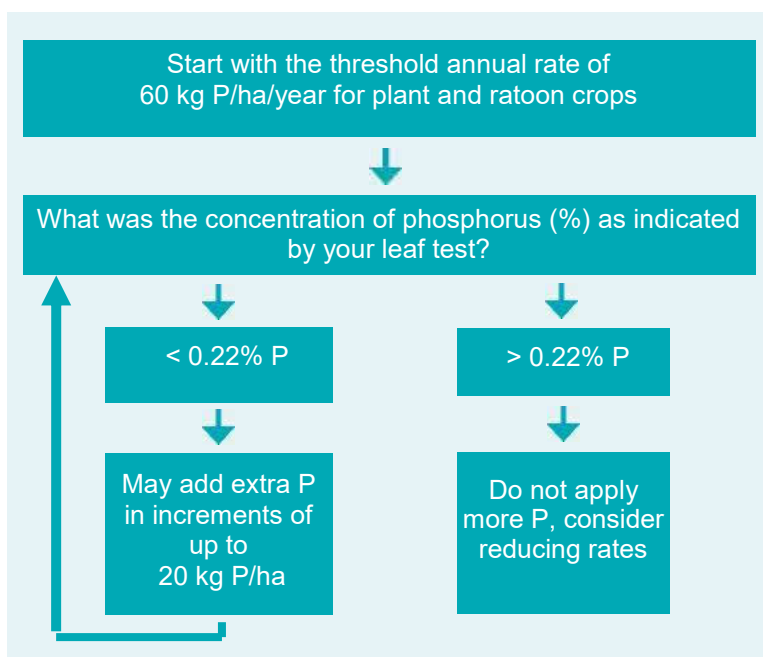 Start with the threshold annual rate of
60 kg P/ha/year for plant and ratoon crops
What was the concentration of phosphorus (%) as indicated
by your leaf test?
< 0.22% P
> 0.22% P
May add extra P
in increments of
up to
20 kg P/ha
Do not apply
more P, consider
reducing rates